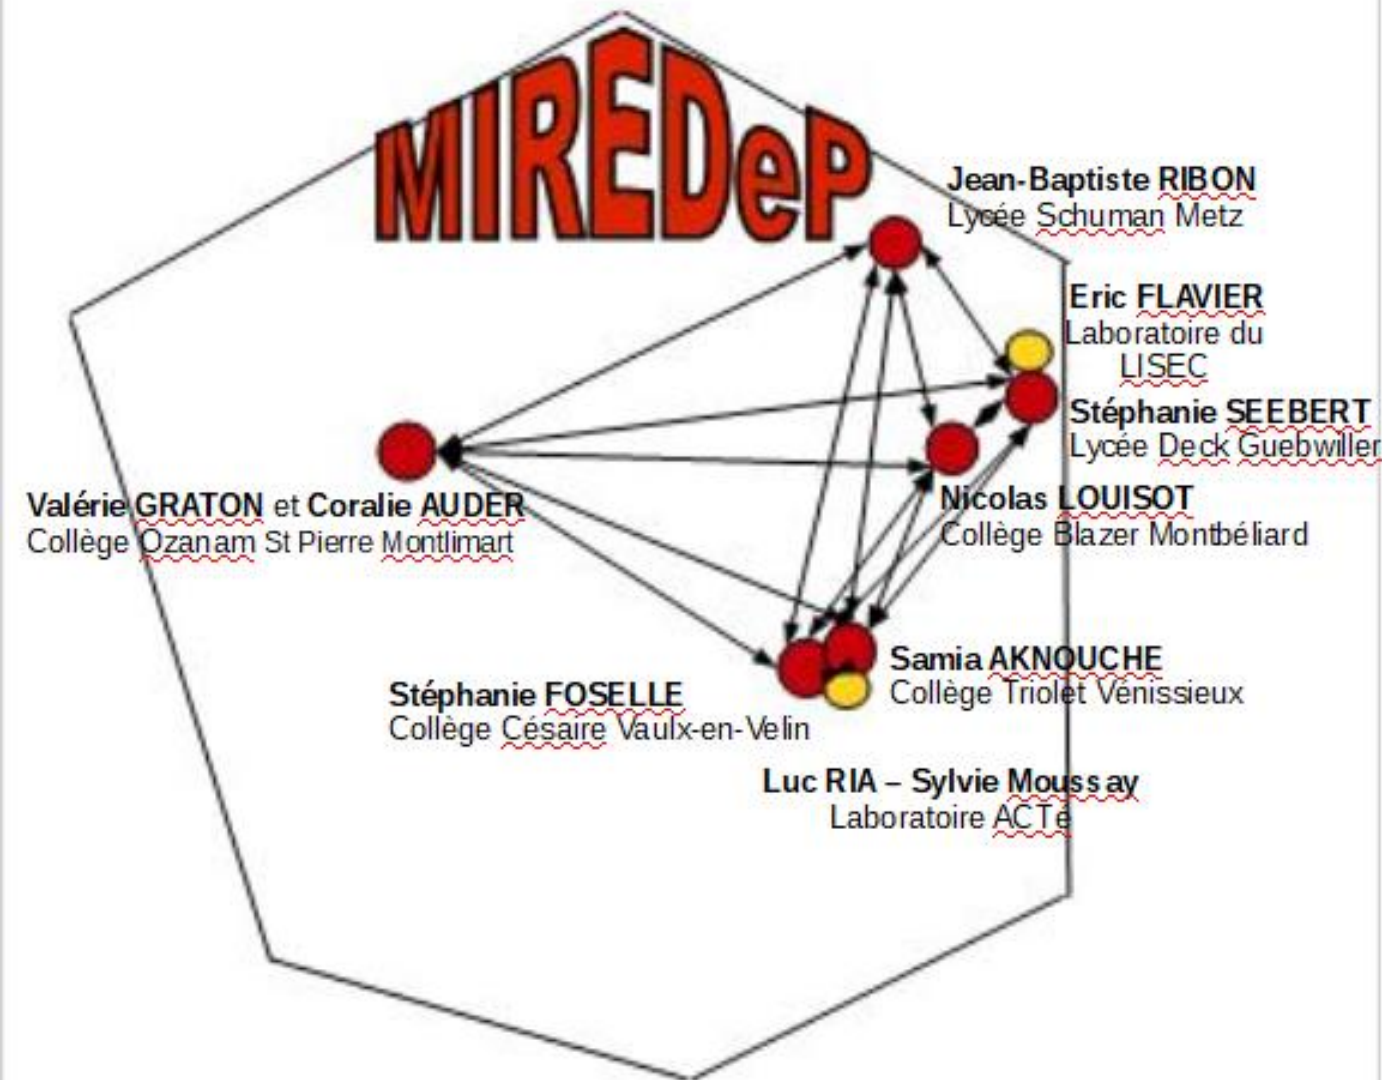 MIREDeP
Jean-Baptiste RIBON
Lycée Schuman Metz
Eric FLAVIER
Laboratoire du
LISEC
Stéphanie SEEBERT
Lycée Deck Guebwiller
Valérie GRATON et Coralie AUDER
Collège Ozanam St Pierre Montlimart
Nicolas LOUISOT
Collège Blazer Montbéliard
Samia AKNOUCHE
Collège Triolet Vénissieux
Stéphanie FOSELLE
Collège Césaire Vaulx-en-Velin
Luc RIA – Sylvie Moussay
Laboratoire ACTé